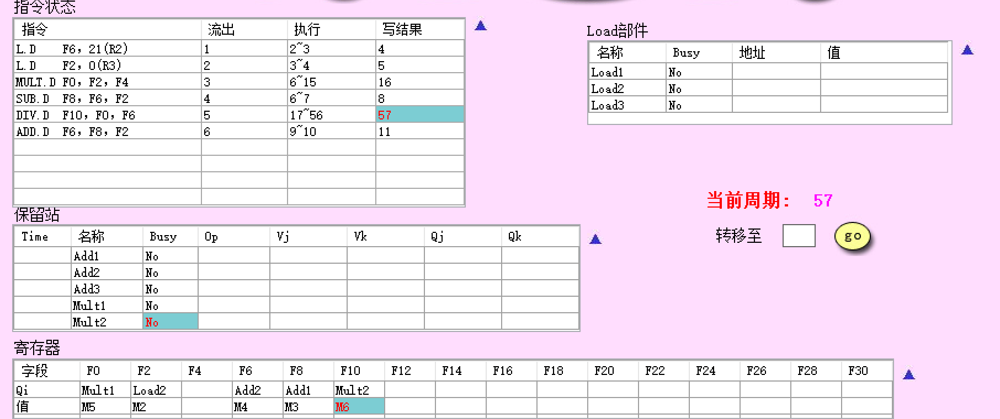 指令状态
指令 流出 执行 写结果
L.D F6, 21(R2) 1 2~3 4
L.D F2, 0(R3) 2 3~4 5
MULT.D F0, F2, F4 3 6~15 16
SUB.D F8, F6, F2 4 6~7 8
DIV.D F10, F0, F6 5 17~56 57
ADD.D F6, F8, F2 6 9~10 11
Load部件
名称 Busy 地址 值
Load1 No
Load2 No
Load3 No
当前周期: 57
转移至 go
保留站
Time 名称 Busy Op Vj Vk Qj Qk
Add1 No
Add2 No
Add3 No
Mult1 No
Mult2 No
寄存器
字段 F0 F2 F4 F6 F8 F10 F12 F14 F16 F18 F20 F22 F24 F26 F28 F30
Qi Mult1 Load2 Add2 Add1 Mult2
值 M5 M2 M4 M3 M6